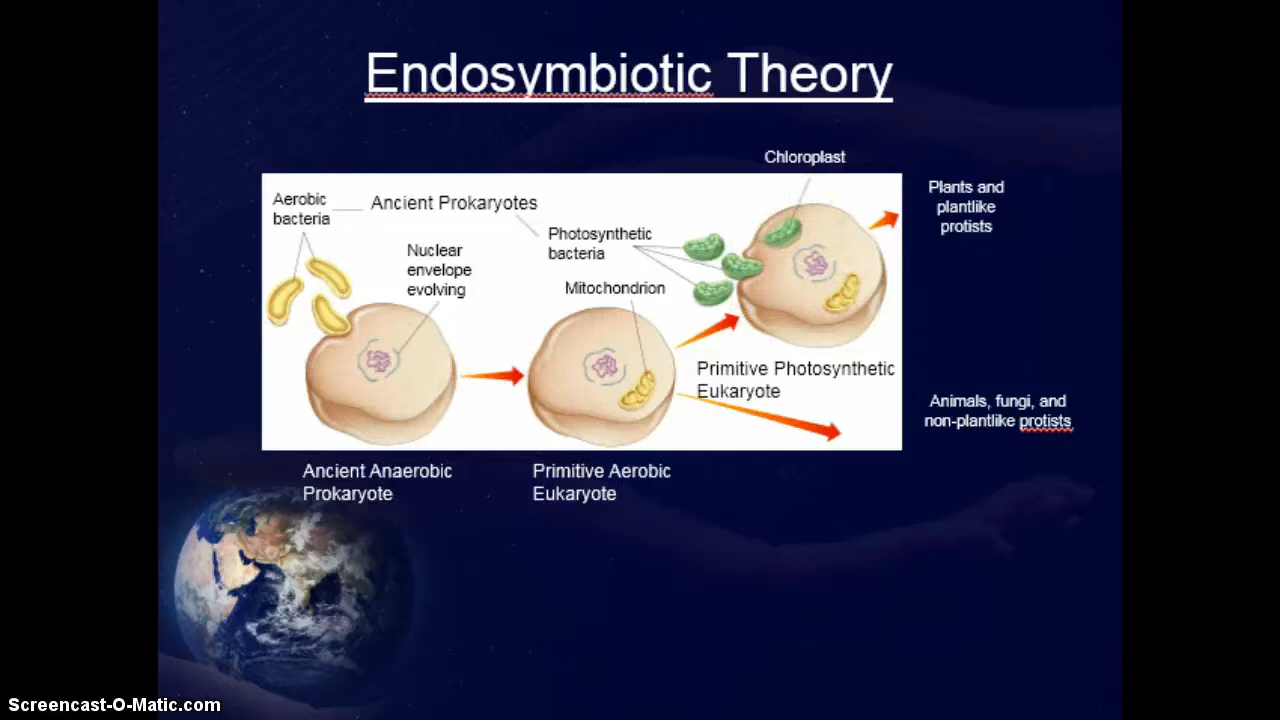 Endosymbiotic Theory
Chloroplast
Aerobic
bacteria
Ancient Prokaryotes
Plants and
plantlike
protists
Photosynthetic
bacteria
Nuclear
envelope
evolving
Mitochondrion
Primitive Photosynthetic
Eukaryote
Animals, fungi, and
non-plantlike protists
Ancient Anaerobic
Prokaryote
Primitive Aerobic
Eukaryote
Screencast-O-Matic.com